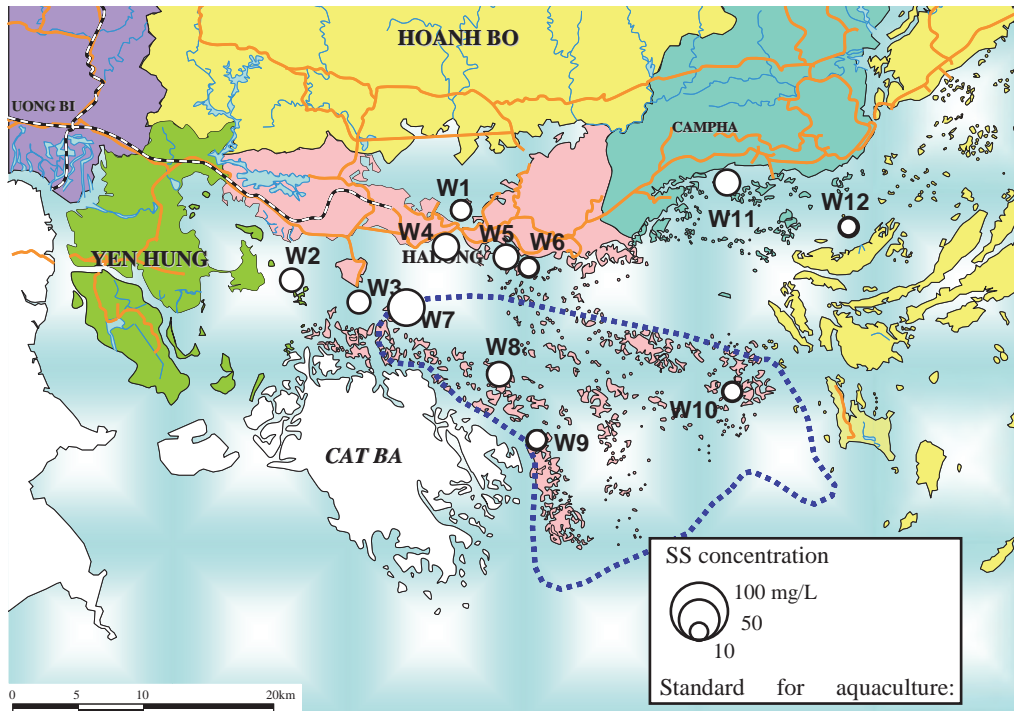 HOANH BO
UONG BI
CAMPHA
W1
W11
W12
W4
W5
W6
HALONG
W2
YEN HUNG
W3
W7
W8
W10
W9
CAT BA
SS concentration
100 mg/L
50
10
Standard for aquaculture:
0 5 10 20km